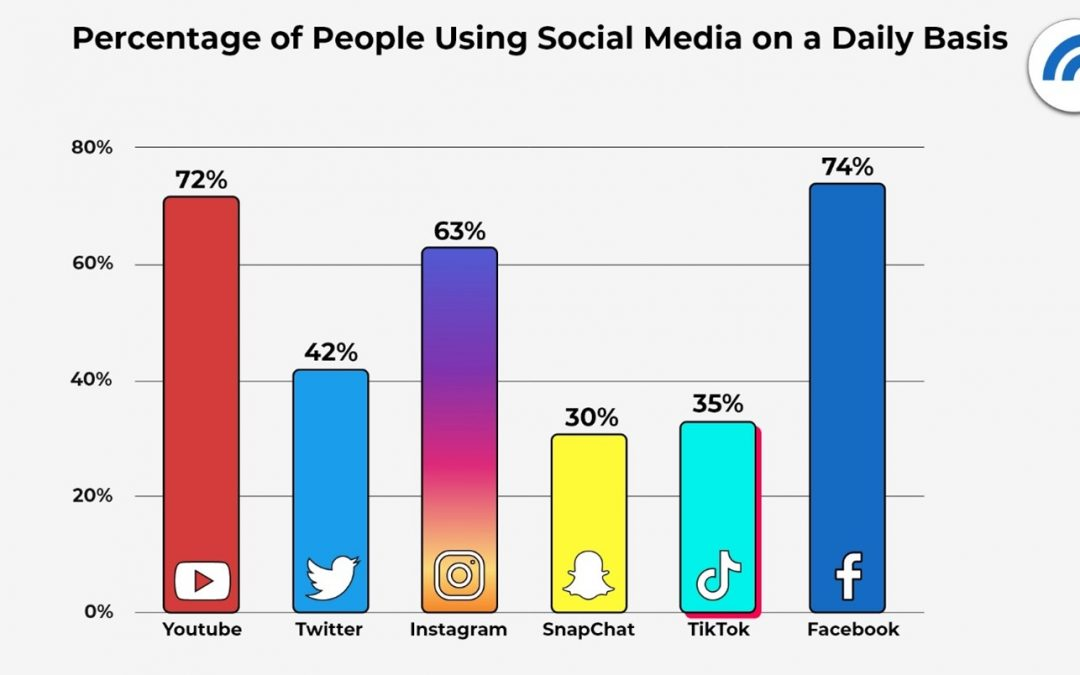 Percentage of People Using Social Media on a Daily Basis
80%
60%
40%
20%
0%
72%
42%
63%
30%
35%
74%
Youtube
Twitter
Instagram
SnapChat
TikTok
Facebook